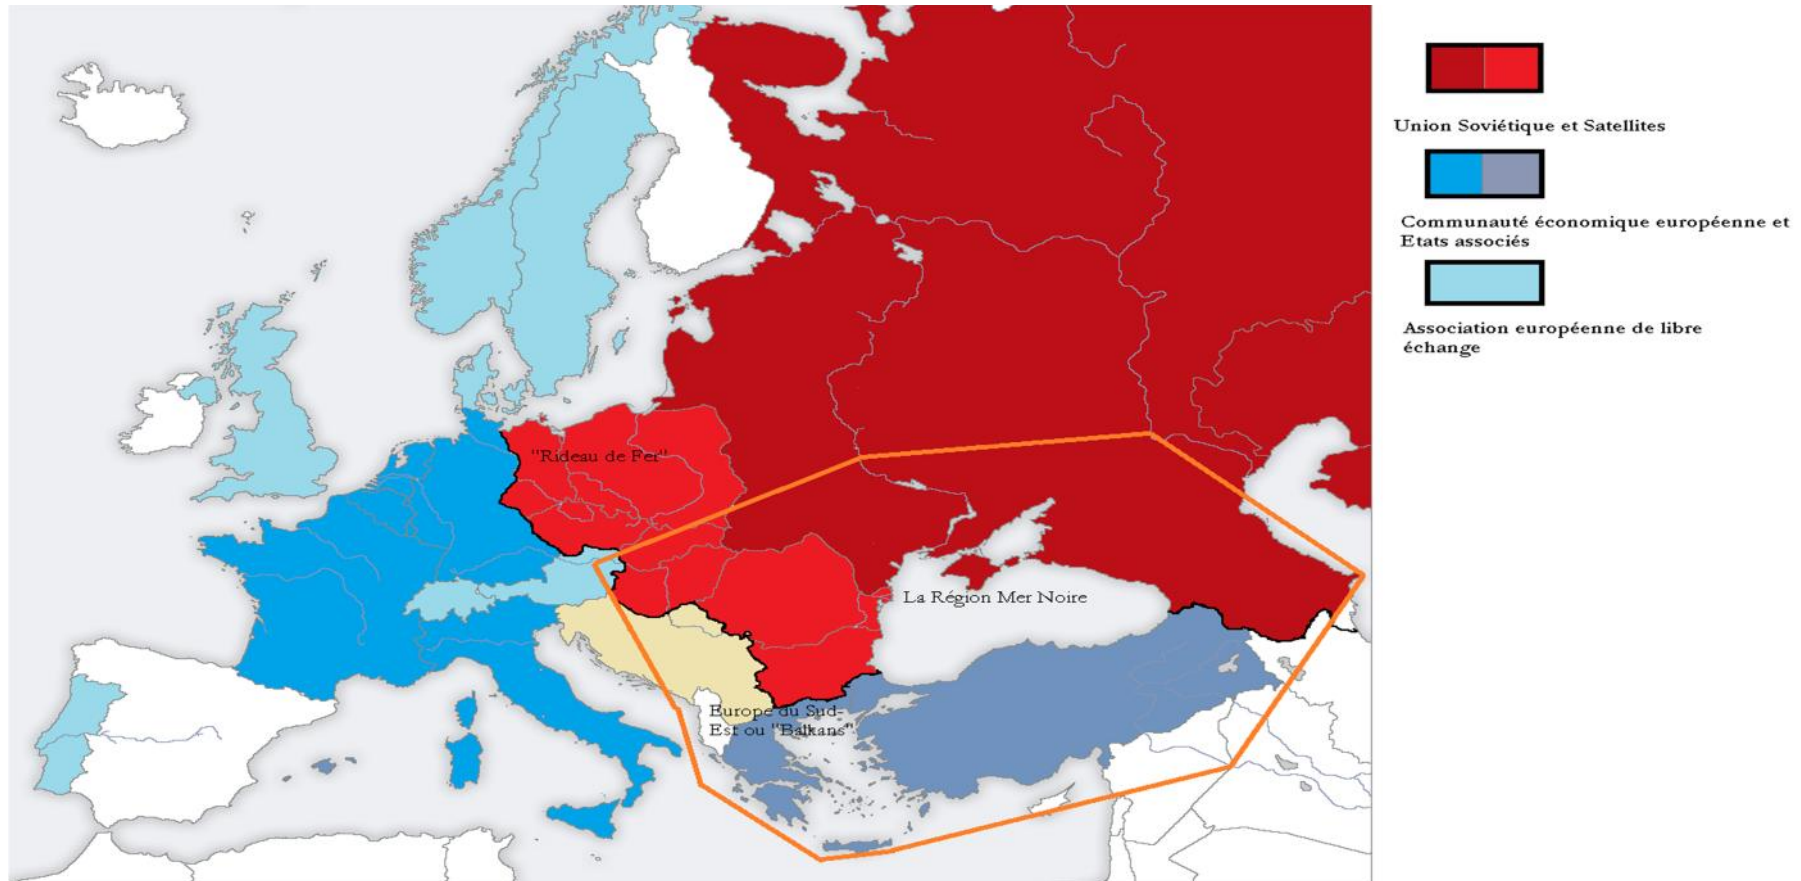 Union Soviétique et Satellites
Communauté économique européenne et
Etats associés
Association européenne de libre
échange
"Rideau de Fer"
La Région Mer Noire
Europe du Sud-
Est ou "Balkans"